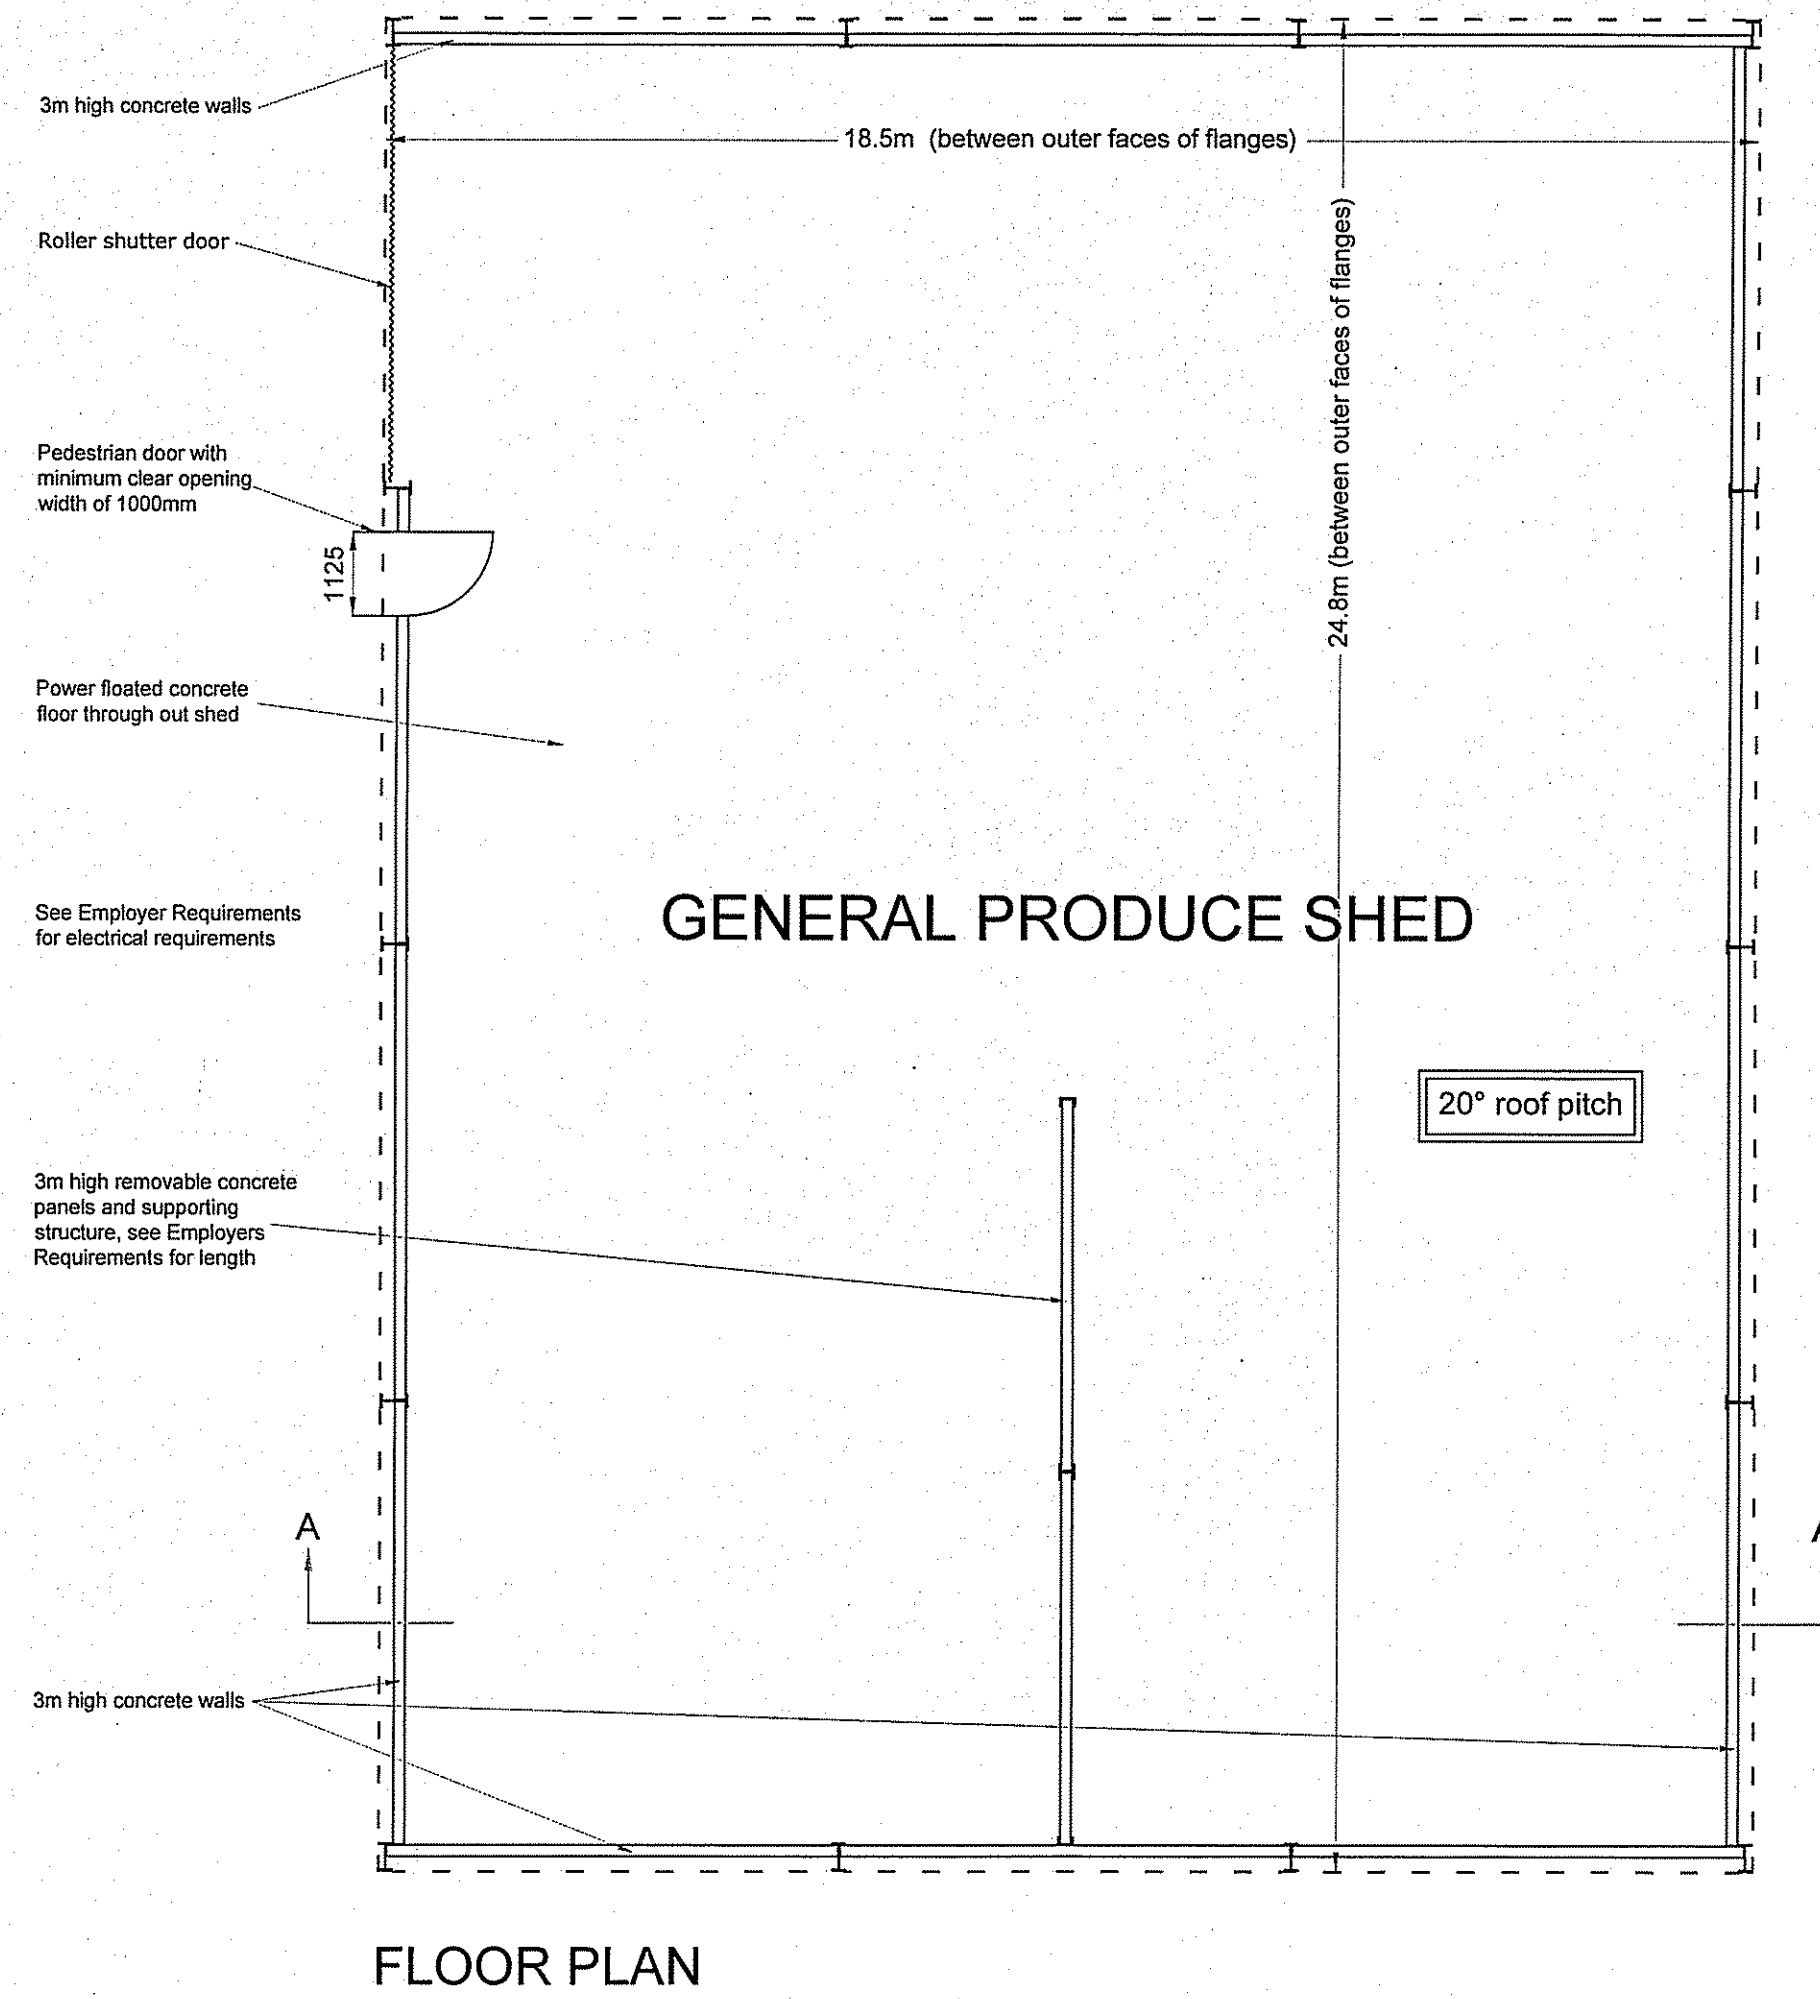 3m high concrete walls
18.5m (between outer faces of flanges)
Roller shutter door
24.8m (between outer faces of flanges)
Pedestrian door with
minimum clear opening
width of 1000mm
1125
Power floated concrete
floor through out shed
GENERAL PRODUCE SHED
See Employer Requirements
for electrical requirements
20° roof pitch
3m high removable concrete
panels and supporting
structure, see Employers
Requirements for length
A
A
3m high concrete walls
FLOOR PLAN